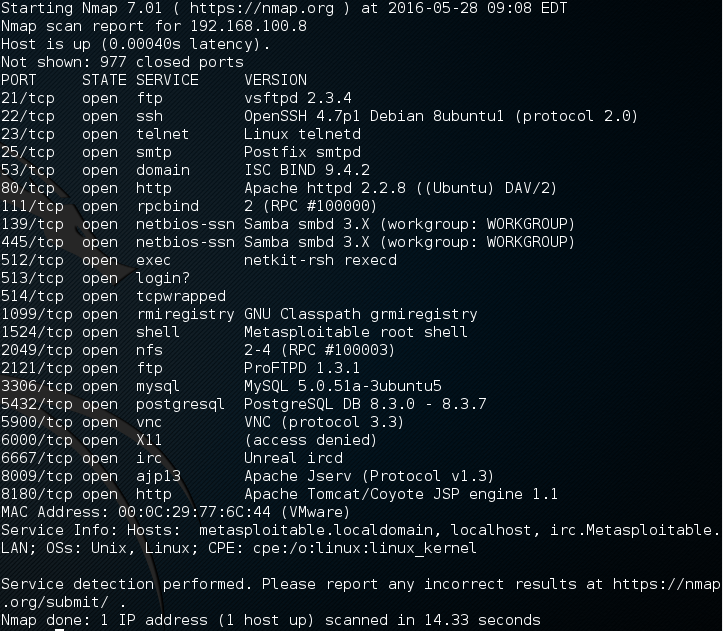 Starting Nmap 7.01 ( https://nmap.org ) at 2016-05-28 09:08 EDT
Nmap scan report for 192.168.100.8
Host is up (0.00040s latency).
Not shown: 977 closed ports
PORT     STATE SERVICE     VERSION
21/tcp   open  ftp         vsftpd 2.3.4
22/tcp   open  ssh         OpenSSH 4.7p1 Debian 8ubuntu1 (protocol 2.0)
23/tcp   open  telnet      Linux telnetd
25/tcp   open  smtp        Postfix smtpd
53/tcp   open  domain      ISC BIND 9.4.2
80/tcp   open  http        Apache httpd 2.2.8 ((Ubuntu) DAV/2)
111/tcp  open  rpcbind     2 (RPC #100000)
139/tcp  open  netbios-ssn Samba smbd 3.X (workgroup: WORKGROUP)
445/tcp  open  netbios-ssn Samba smbd 3.X (workgroup: WORKGROUP)
512/tcp  open  exec        netkit-rsh rexecd
513/tcp  open  login?
514/tcp  open  tcpwrapped
1099/tcp open  rmiregistry GNU Classpath grmiregistry
1524/tcp open  shell       Metasploitable root shell
2049/tcp open  nfs         2-4 (RPC #100003)
2121/tcp open  ftp         ProFTPD 1.3.1
3306/tcp open  mysql       MySQL 5.0.51a-3ubuntu5
5432/tcp open  postgresql  PostgreSQL DB 8.3.0 - 8.3.7
5900/tcp open  vnc         VNC (protocol 3.3)
6000/tcp open  X11         (access denied)
6667/tcp open  irc         Unreal ircd
8009/tcp open  ajp13       Apache Jserv (Protocol v1.3)
8180/tcp open  http        Apache Tomcat/Coyote JSP engine 1.1
MAC Address: 00:0C:29:77:6C:44 (VMware)
Service Info: Hosts:  metasploitable.localdomain, localhost, irc.Metasploitable.
LAN; OSs: Unix, Linux; CPE: cpe:/o:linux:linux_kernel
Service detection performed. Please report any incorrect results at https://nmap
.org/submit/ .
Nmap done: 1 IP address (1 host up) scanned in 14.33 seconds